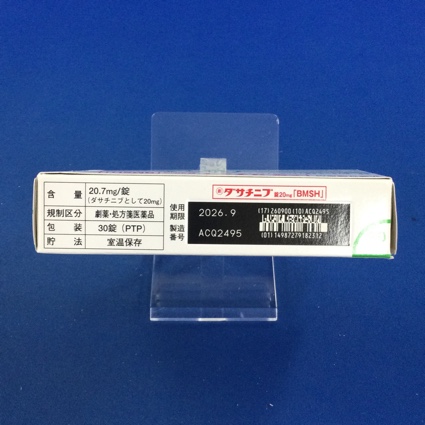 含量 20.7mg/錠
(ダサチニブとして20mg)
規制区分 劇薬・処方箋医薬品
包装 30錠(PTP)
貯法 室温保存
劇 ダサチニブ 錠20mg「BMSH」
使用期限 2026.9
製造番号 ACQ2495
(17)260900(10)ACQ2495
(01)14987279182312